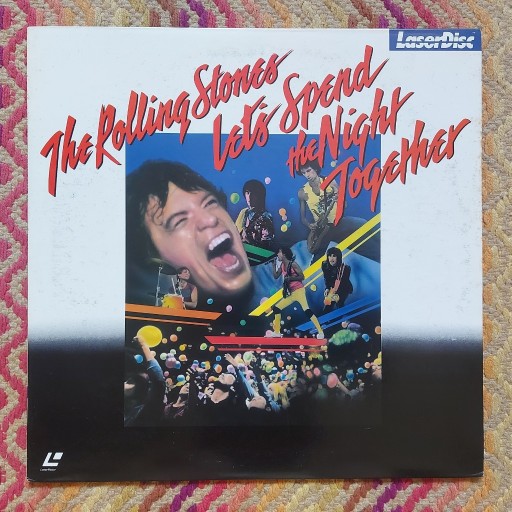 LaserDisc
The Rolling Stones
Let's Spend
the Night
Together